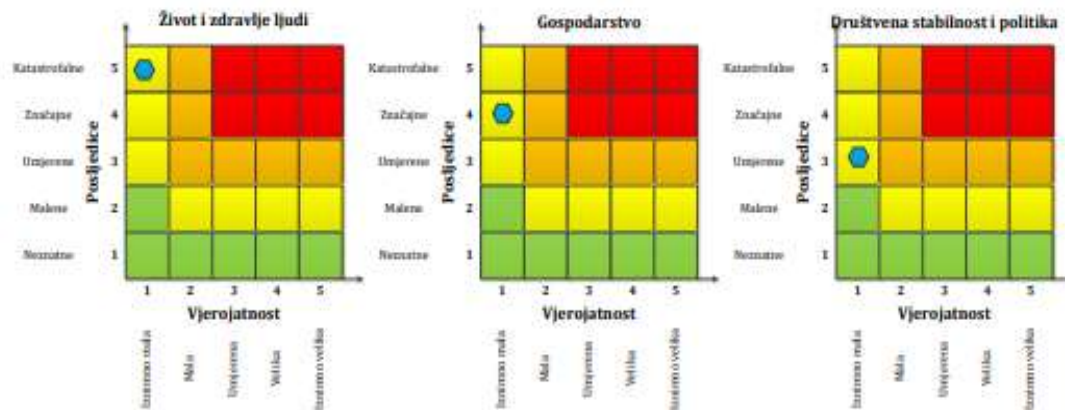 Život i zdravlje ljudi
Posljedice
Katastrofalne 5
Značajne 4
Umjerene 3
Malene 2
Neznatne 1
1 2 3 4 5
Vjerojatnost
Iznimno mala
Mala
Umjerena
Velika
Iznimno velika
Gospodarstvo
Posljedice
Katastrofalne 5
Značajne 4
Umjerene 3
Malene 2
Neznatne 1
1 2 3 4 5
Vjerojatnost
Iznimno mala
Mala
Umjerena
Velika
Iznimno velika
Društvena stabilnost i politika
Posljedice
Katastrofalne 5
Značajne 4
Umjerene 3
Malene 2
Neznatne 1
1 2 3 4 5
Vjerojatnost
Iznimno mala
Mala
Umjerena
Velika
Iznimno velika